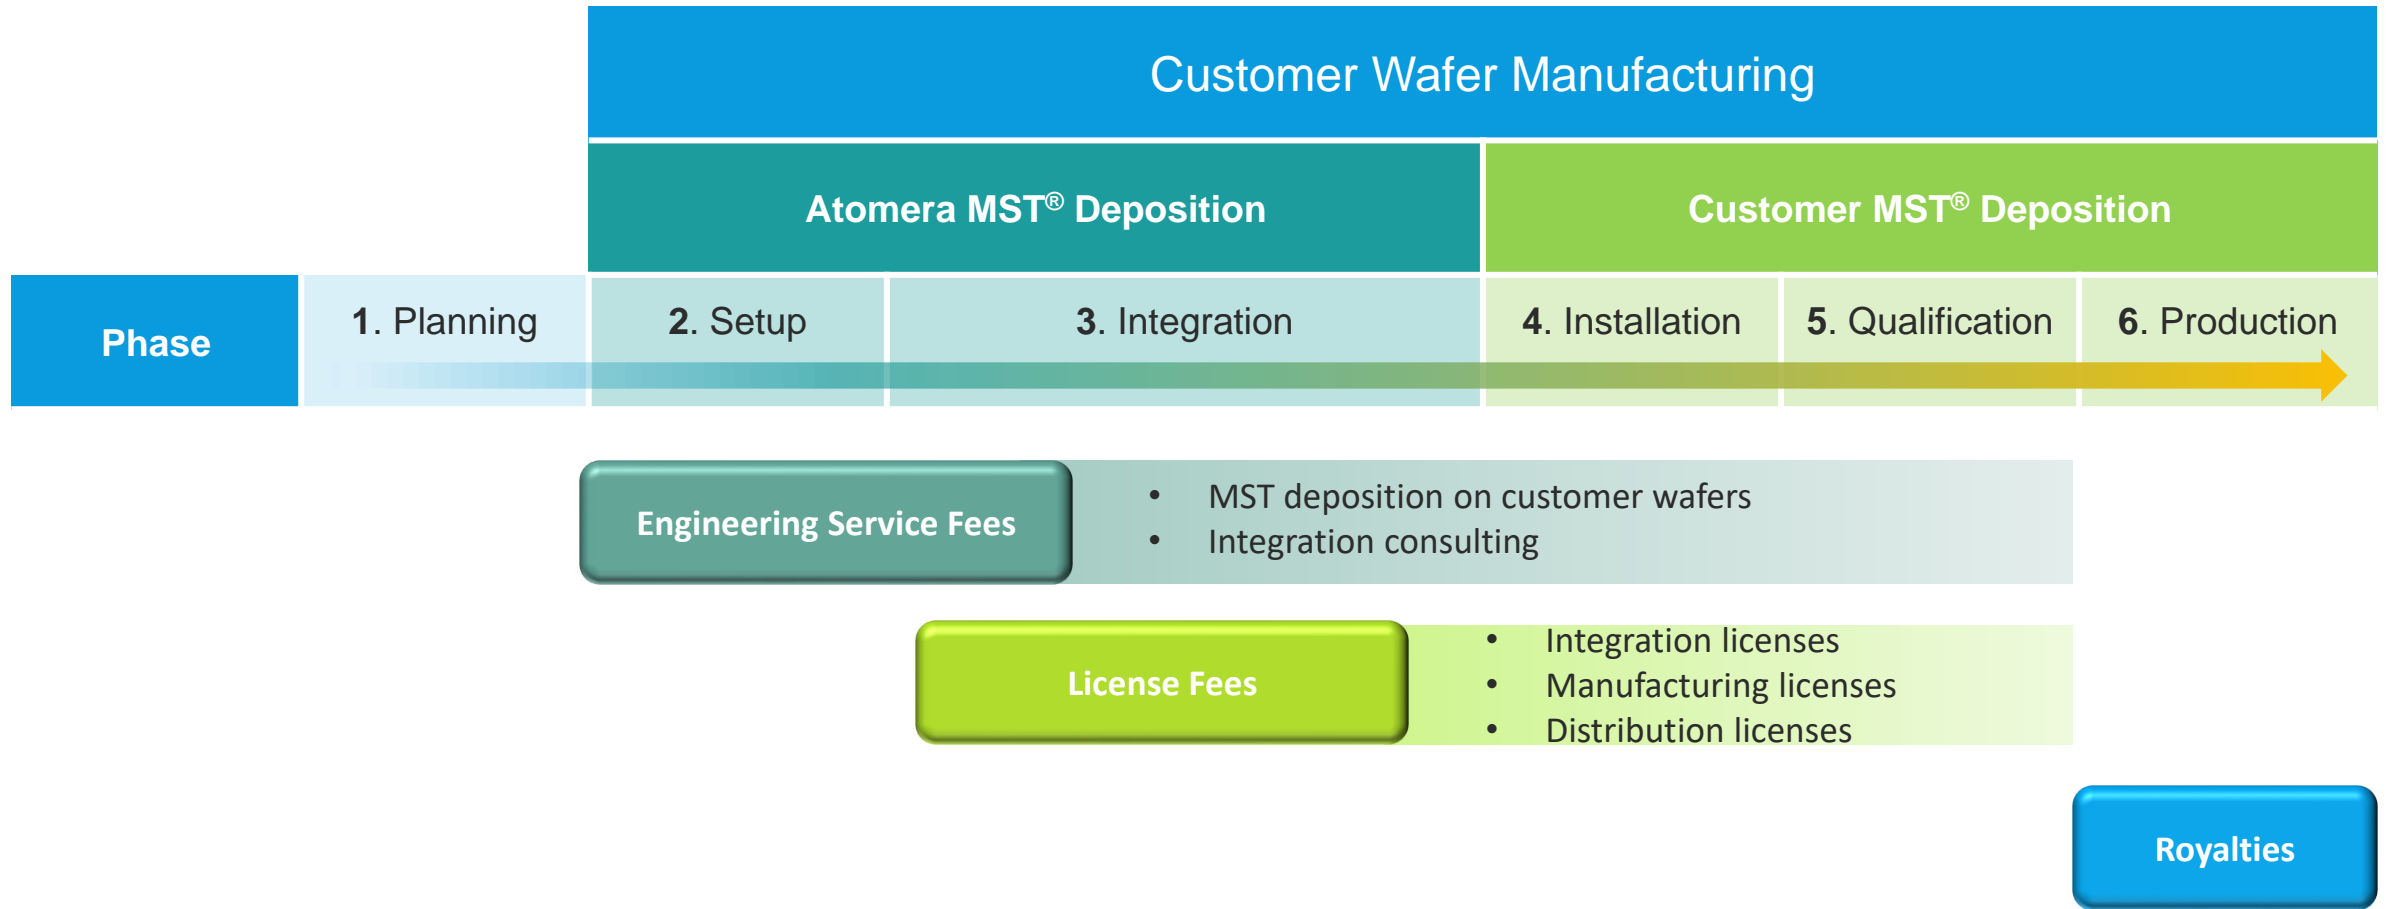 Customer Wafer Manufacturing
Atomera MST® Deposition
Customer MST® Deposition
Phase
1. Planning
2. Setup
3. Integration
4. Installation
5. Qualification
6. Production
Engineering Service Fees
• MST deposition on customer wafers
• Integration consulting
License Fees
• Integration licenses
• Manufacturing licenses
• Distribution licenses
Royalties